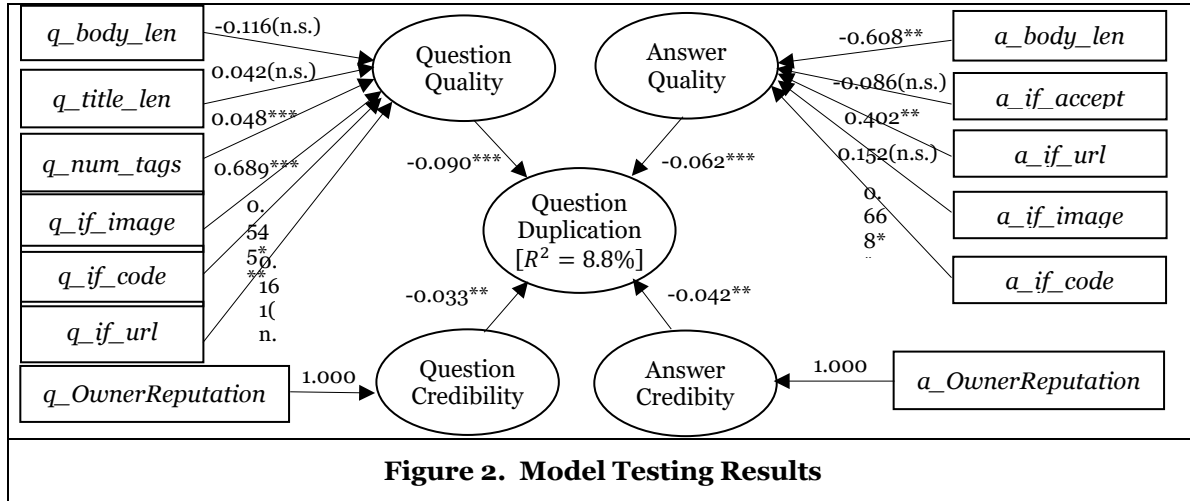 q_body_len
-0.116(n.s.)
q_title_len
0.042(n.s.)
q_num_tags
0.048***
q_if_image
0.689***
q_if_code
0.
54
5*
**
q_if_url
0.
16
1(
n.
q_OwnerReputation
1.000
Question
Quality
Answer
Quality
-0.090***
-0.062***
Question
Duplication
[R² = 8.8%]
-0.033**
-0.042**
Question
Credibility
Answer
Credibity
-0.608**
a_body_len
-0.086(n.s.)
a_if_accept
0.402**
a_if_url
0.152(n.s.)
a_if_image
0.
66
8*
a_if_code
1.000
a_OwnerReputation
Figure 2. Model Testing Results